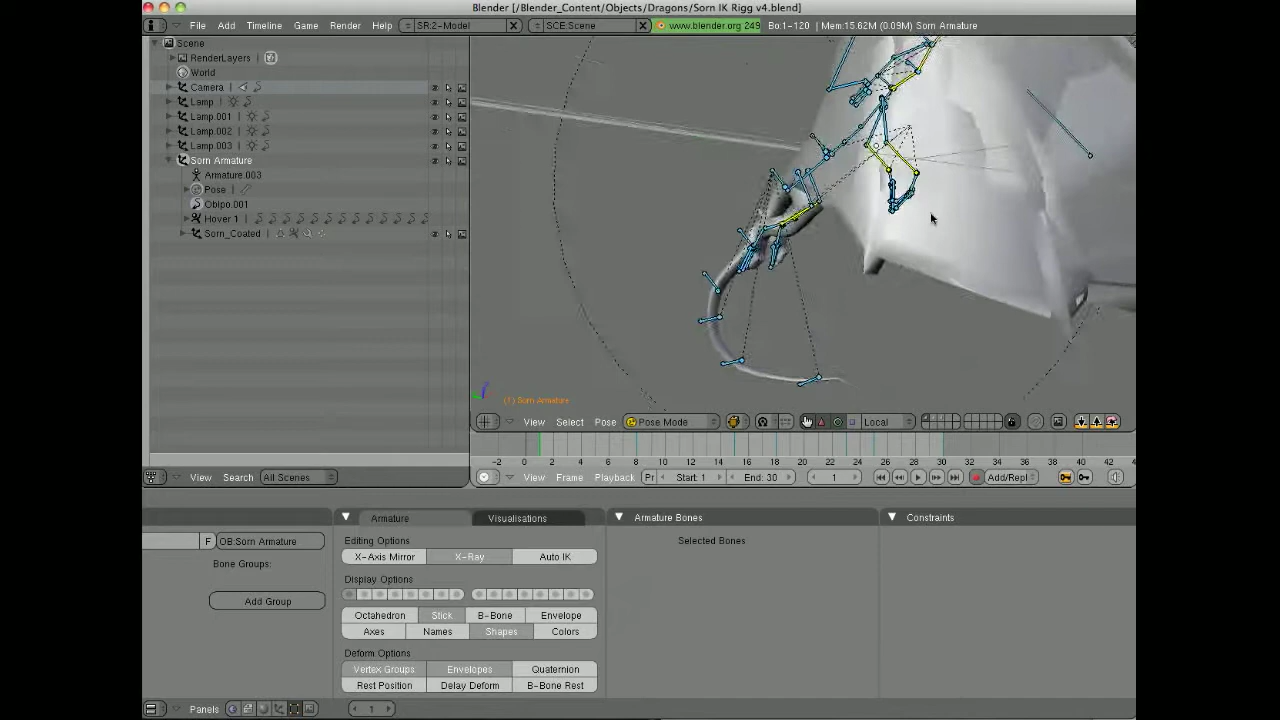 Blender [/Blender_Content/Objects/Dragons/Sorn IK Rigg v4.blend]
File Add Timeline Game Render Help SR:2-Model SCE:Scene www.blender.org 249 Bo:1-120 | Mem:15.62M (0.09M) Sorn Armature
Scene
RenderLayers |
World
Camera |
Lamp |
Lamp.001 |
Lamp.002 |
Lamp.003 |
Sorn Armature
Armature.003
Pose |
ObIpo.001
Hover 1 |
Sorn_Coated |
(1) Sorn Armature
View Select Pose Pose Mode Local
-2 0 2 4 6 8 10 12 14 16 18 20 22 24 26 28 30 32 34 36 38 40 42 44
View Search All Scenes
View Frame Playback Pr Start: 1 End: 30 1 Add/Repl
F OB:Sorn Armature
Bone Groups:
Add Group
Armature Visualisations
Editing Options
X-Axis Mirror X-Ray Auto IK
Display Options
Octahedron Stick B-Bone Envelope
Axes Names Shapes Colors
Deform Options
Vertex Groups Envelopes Quaternion
Rest Position Delay Deform B-Bone Rest
Armature Bones
Selected Bones
Constraints
Panels 1